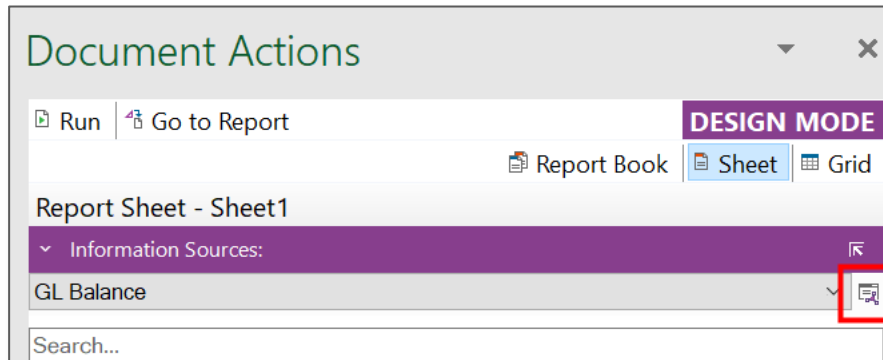 Document Actions
Run Go to Report DESIGN MODE
Report Book Sheet Grid
Report Sheet - Sheet1
Information Sources:
GL Balance
Search...